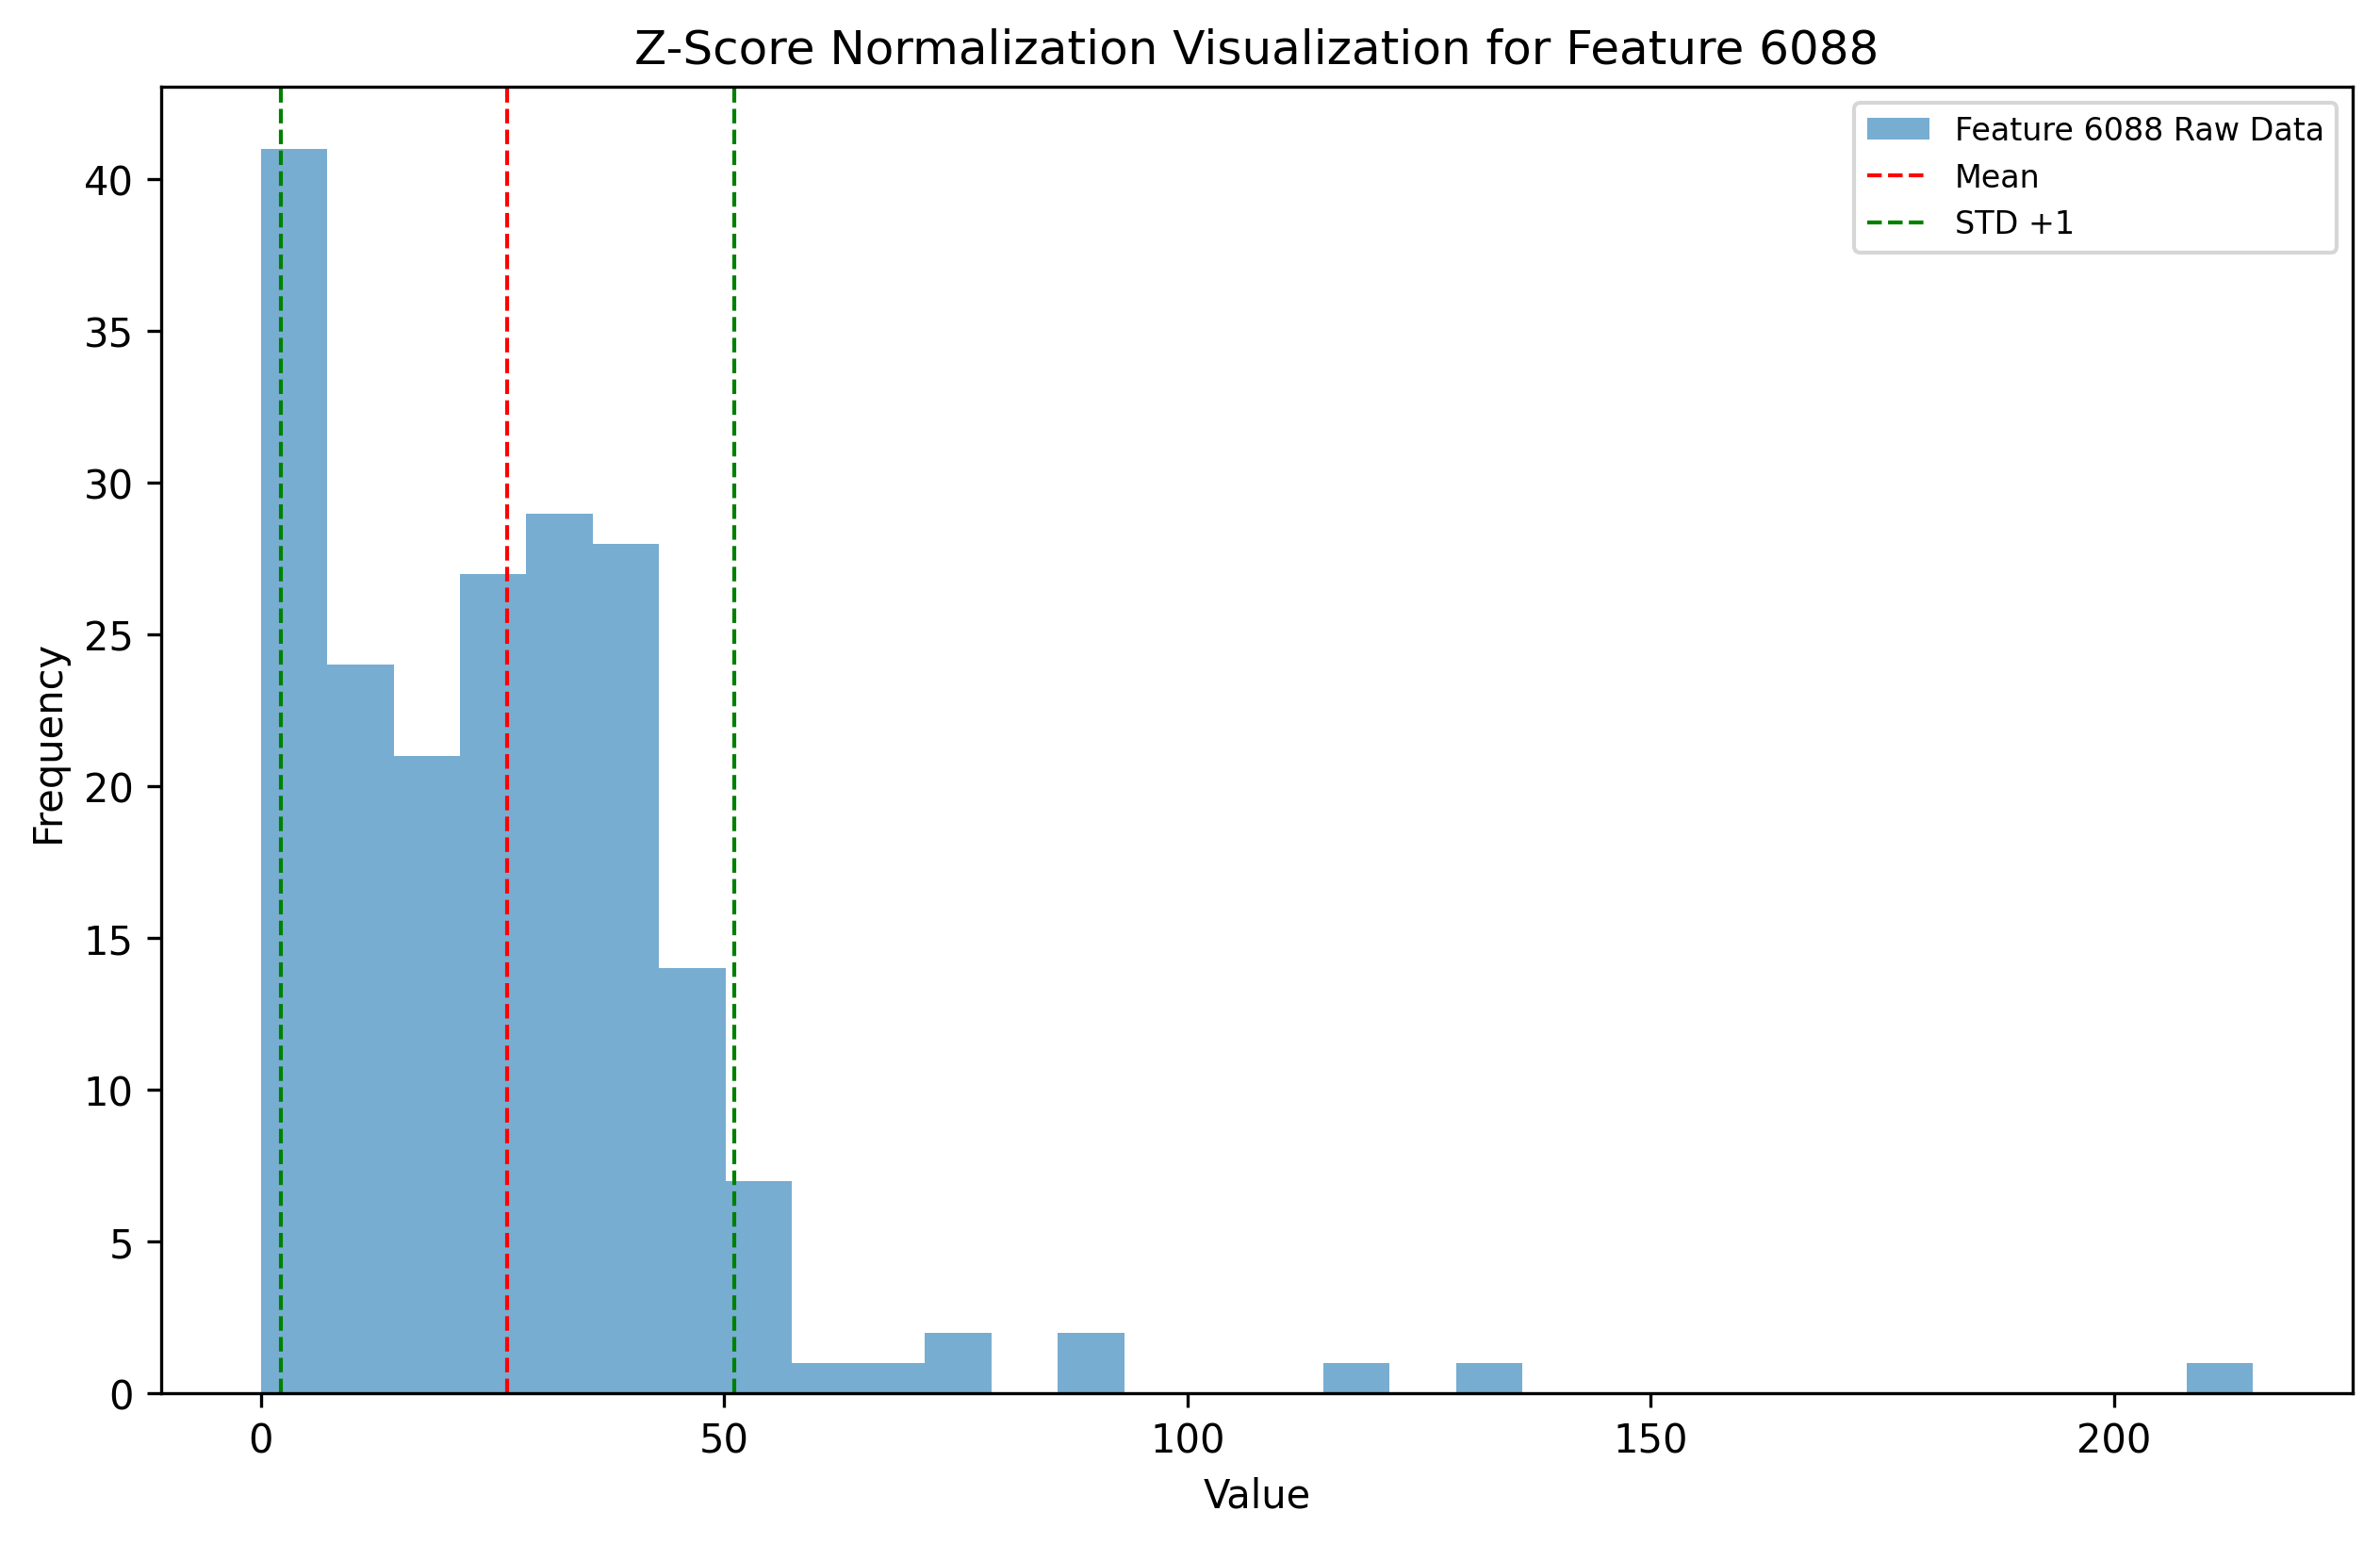 Z-Score Normalization Visualization for Feature 6088
Feature 6088 Raw Data
Mean
STD +1
40
35
30
25
20
15
10
5
0
Frequency
0 50 100 150 200
Value